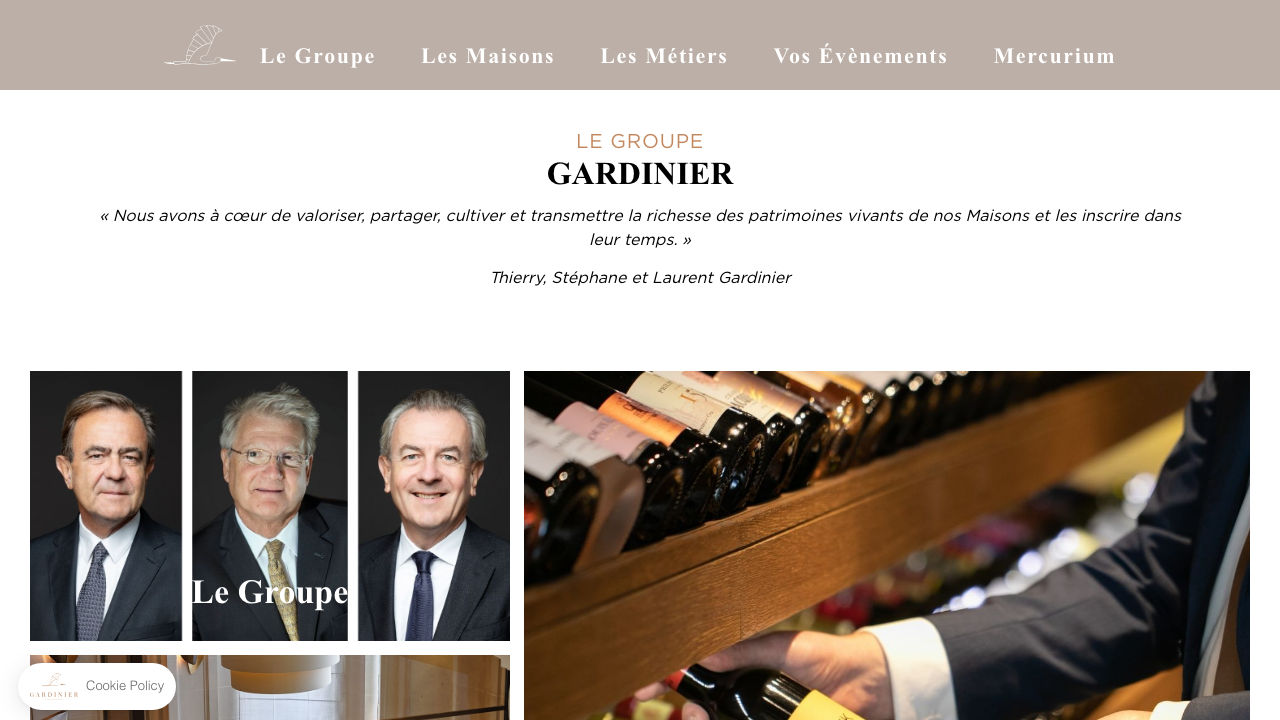 Le Groupe
Les Maisons
Les Métiers
Vos Évènements
Mercurium
LE GROUPE
GARDINIER
« Nous avons à cœur de valoriser, partager, cultiver et transmettre la richesse des patrimoines vivants de nos Maisons et les inscrire dans
leur temps. »
Thierry, Stéphane et Laurent Gardinier
Le Groupe
GARDINIER
Cookie Policy